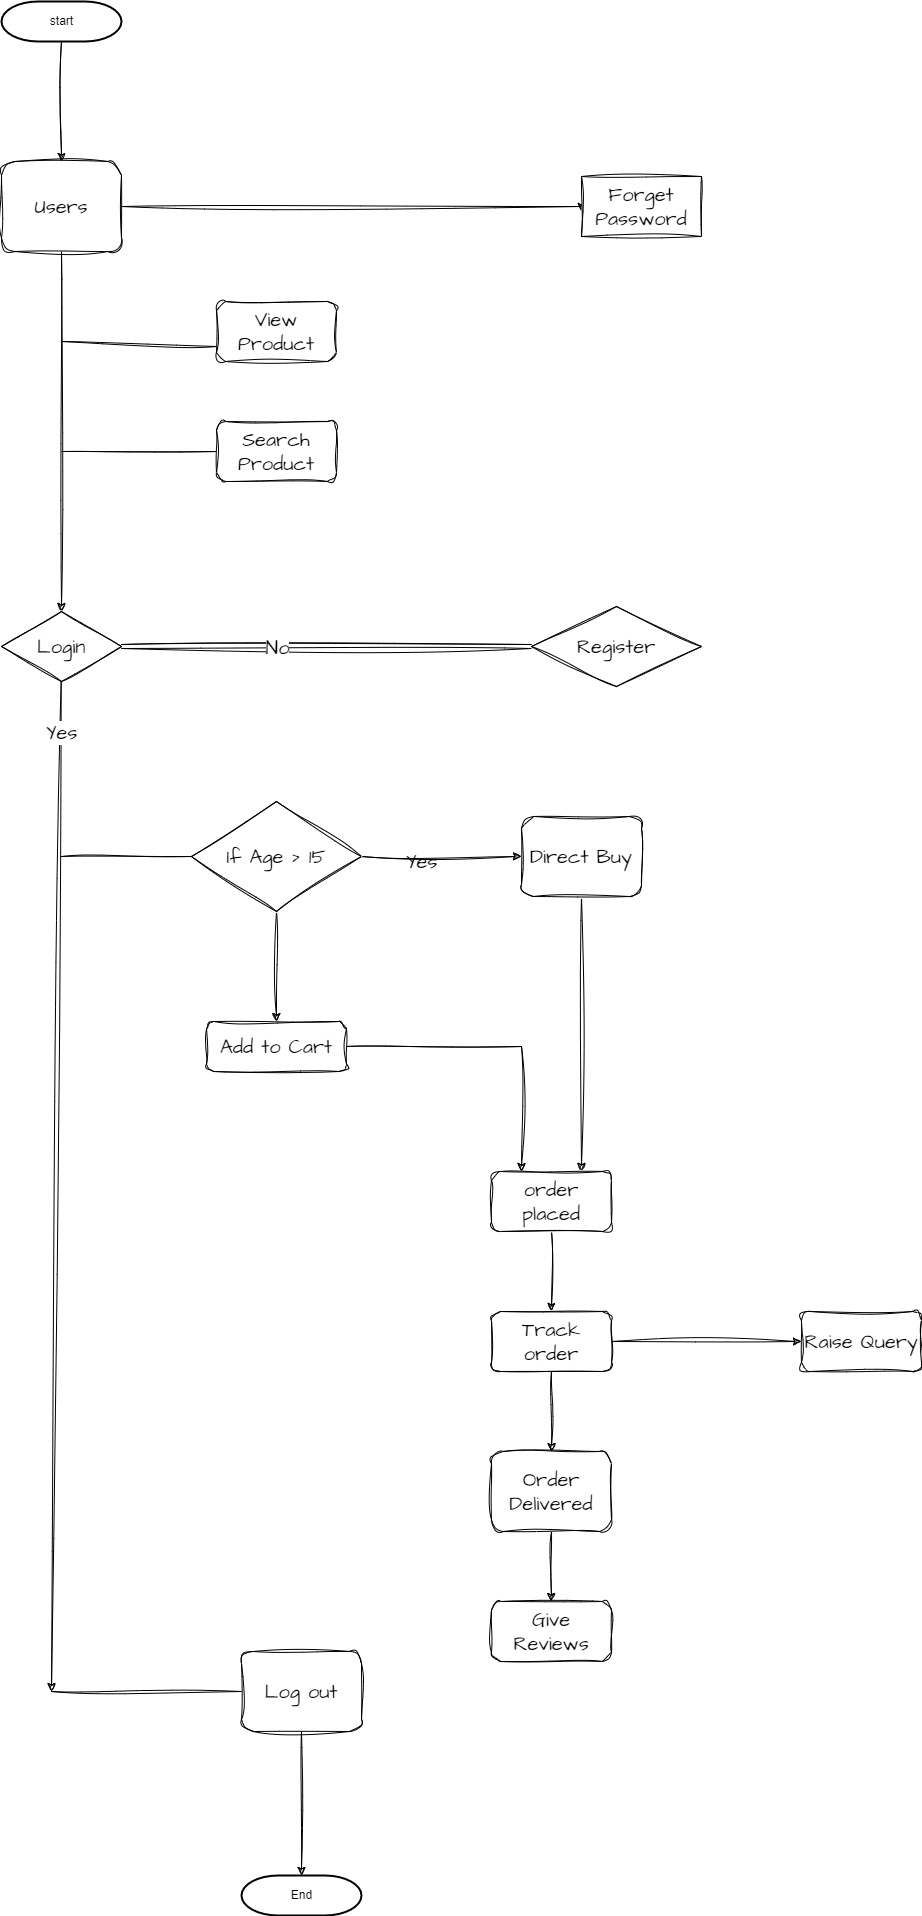 start
Users
Forget
Password
View
Product
Search
Product
Login
No
Register
Yes
If Age > 15
Yes
Direct Buy
Add to Cart
order
placed
Track
order
Raise Query
Order
Delivered
Give
Reviews
Log out
End